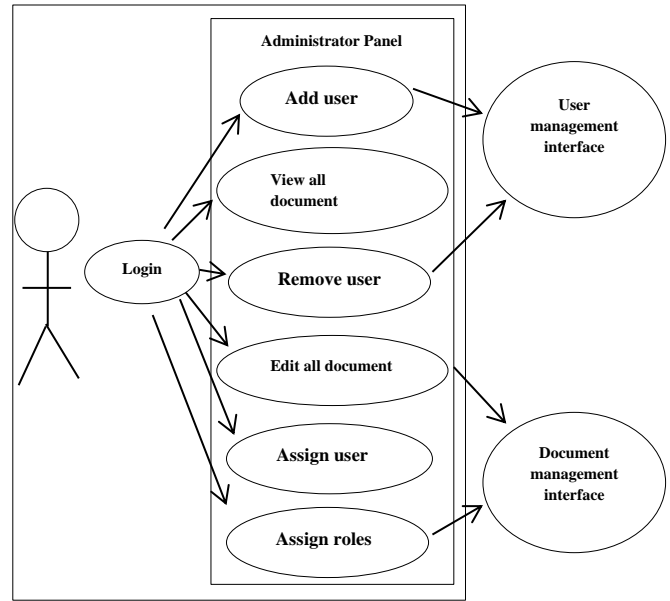 Administrator Panel
Add user
View all
document
Login
Remove user
Edit all document
Assign user
Assign roles
User
management
interface
Document
management
interface